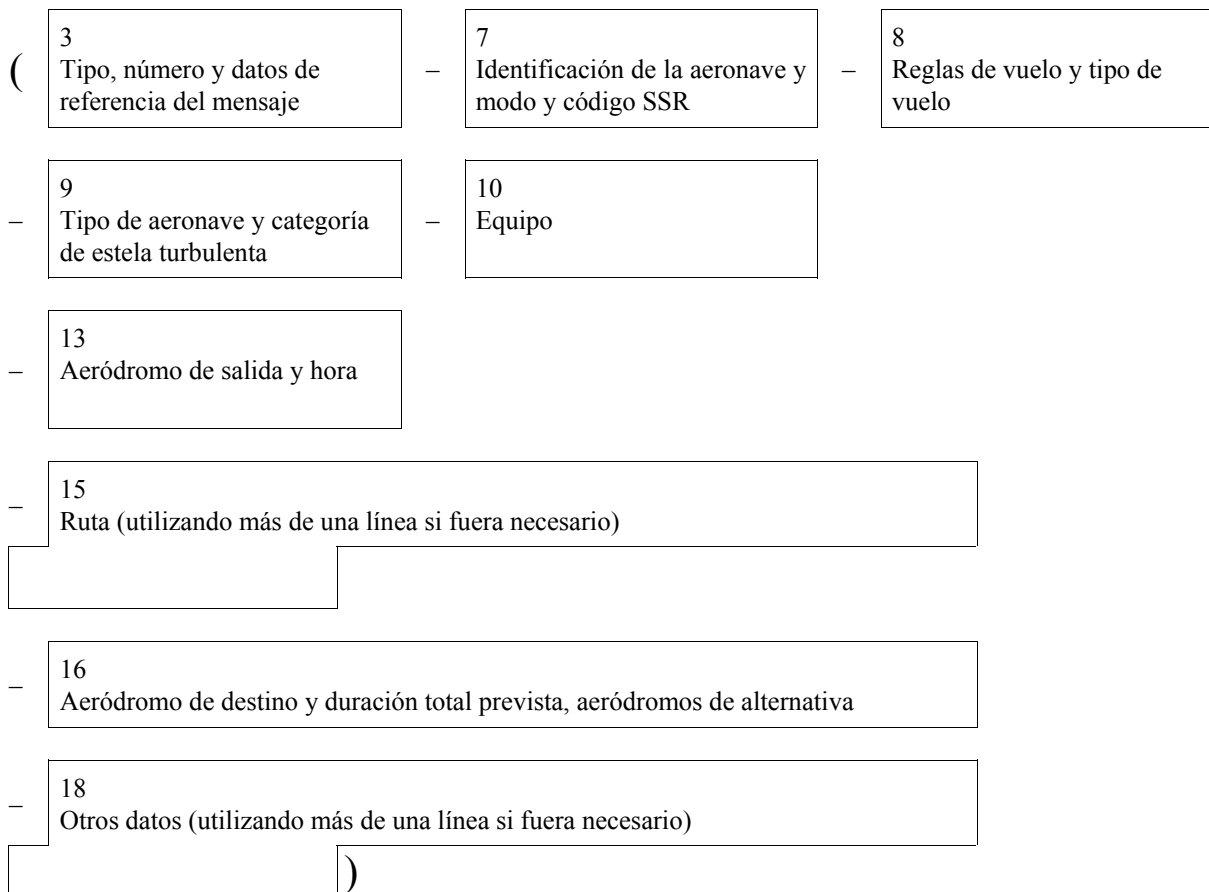 (
3
Tipo, número y datos de
referencia del mensaje
–
7
Identificación de la aeronave y
modo y código SSR
–
8
Reglas de vuelo y tipo de
vuelo
–
9
Tipo de aeronave y categoría
de estela turbulenta
–
10
Equipo
–
13
Aeródromo de salida y hora
–
15
Ruta (utilizando más de una línea si fuera necesario)
–
16
Aeródromo de destino y duración total prevista, aeródromos de alternativa
–
18
Otros datos (utilizando más de una línea si fuera necesario)
)